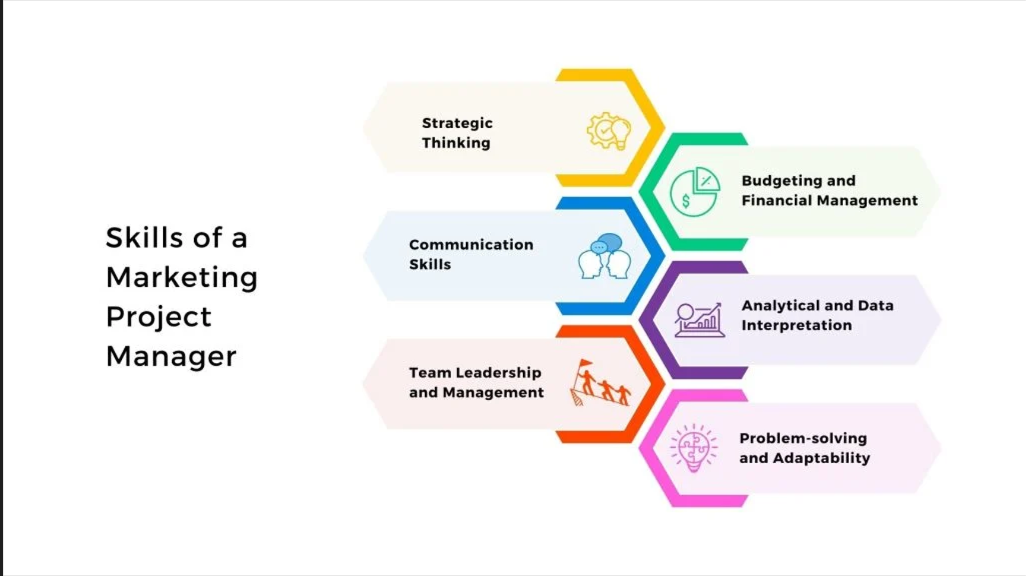 Skills of a
Marketing
Project
Manager
Strategic
Thinking
Budgeting and
Financial Management
Communication
Skills
Analytical and Data
Interpretation
Team Leadership
and Management
Problem-solving
and Adaptability
$
%